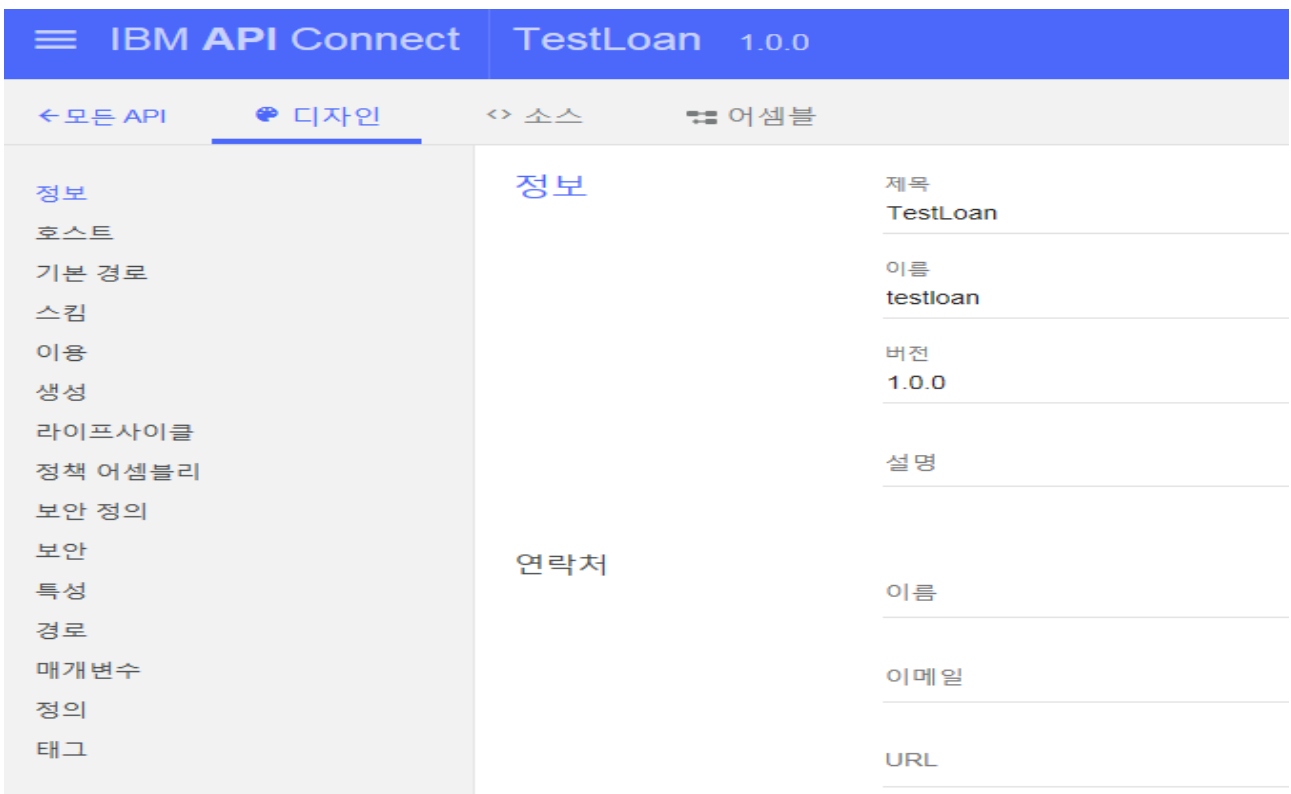 IBM API Connect TestLoan 1.0.0
모든 API 디자인 <> 소스 어셈블
정보
호스트
기본 경로
스킴
이용
생성
라이프사이클
정책 어셈블리
보안 정의
보안
특성
경로
매개변수
정의
태그
정보
제목
TestLoan
이름
testloan
버전
1.0.0
설명
연락처
이름
이메일
URL